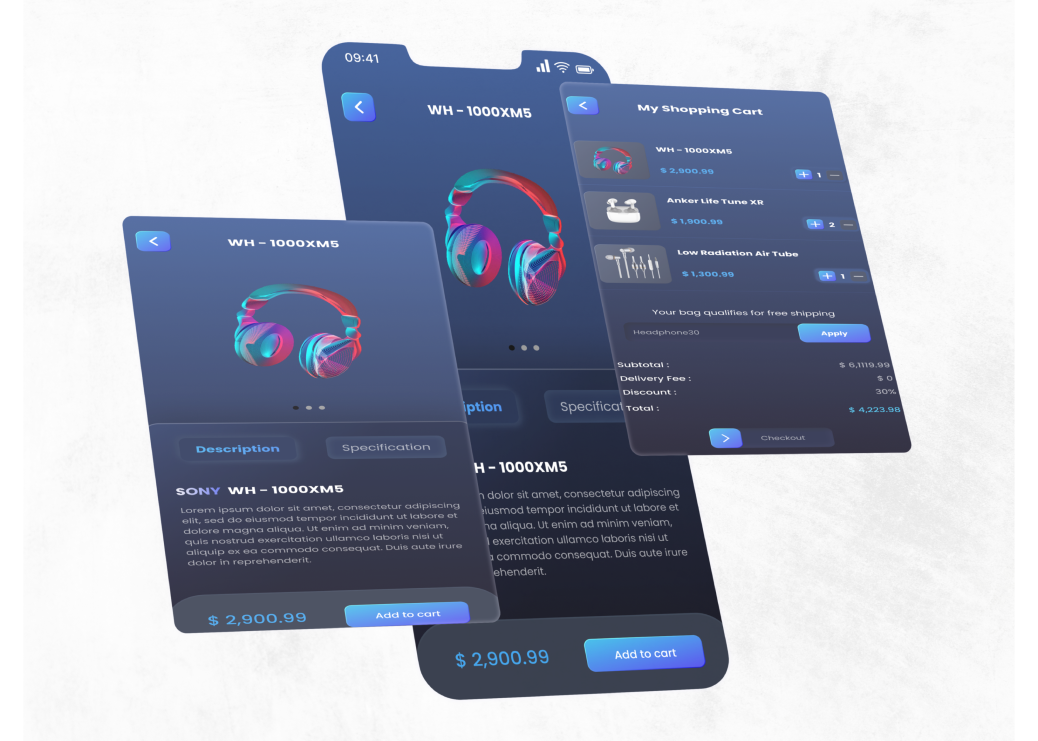 09:41
WH - 1000XM5
ption
Specificat
H - 1000XM5
n dolor sit amet, consectetur adipiscing
eiusmod tempor incididunt ut labore et
na aliqua. Ut enim ad minim veniam,
d exercitation ullamco laboris nisi ut
a commodo consequat. Duis aute irure
ehenderit.
$ 2,900.99
Add to cart
WH - 1000XM5
Description
Specification
SONY WH - 1000XM5
Lorem ipsum dolor sit amet, consectetur adipiscing
elit, sed do eiusmod tempor incididunt ut labore et
dolore magna aliqua. Ut enim ad minim veniam,
quis nostrud exercitation ullamco laboris nisi ut
aliquip ex ea commodo consequat. Duis aute irure
dolor in reprehenderit.
$ 2,900.99
Add to cart
My Shopping Cart
WH - 1000XM5
$ 2,900.99
+ 1 -
Anker Life Tune XR
$ 1,900.99
+ 2 -
Low Radiation Air Tube
$ 1,300.99
+ 1 -
Your bag qualifies for free shipping
Headphone30
Apply
Subtotal : $ 6,1119.99
Delivery Fee : $ 0
Discount : 30%
Total : $ 4,223.98
Checkout